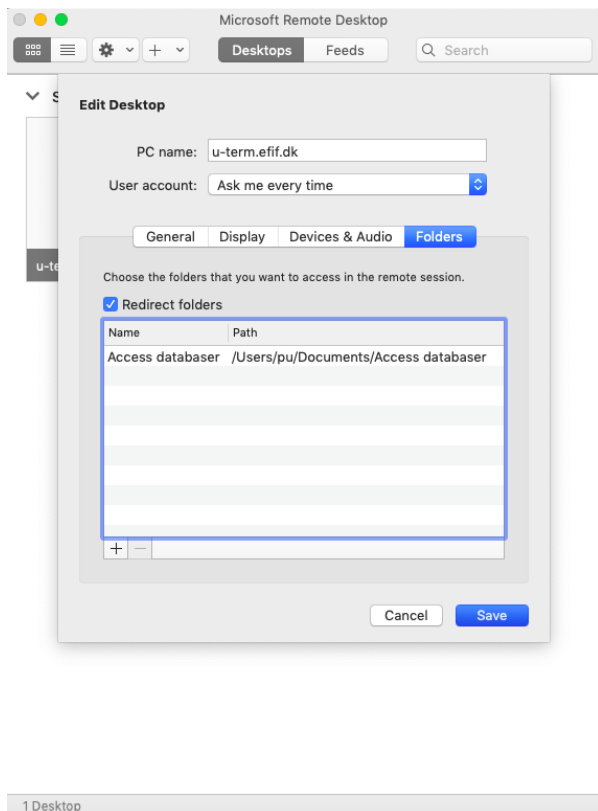 Microsoft Remote Desktop
Desktops Feeds Search
S
Edit Desktop
PC name: u-term.efif.dk
User account: Ask me every time
General Display Devices & Audio Folders
u-te
Choose the folders that you want to access in the remote session.
Redirect folders
Name Path
Access databaser /Users/pu/Documents/Access databaser
Cancel Save
1 Desktop